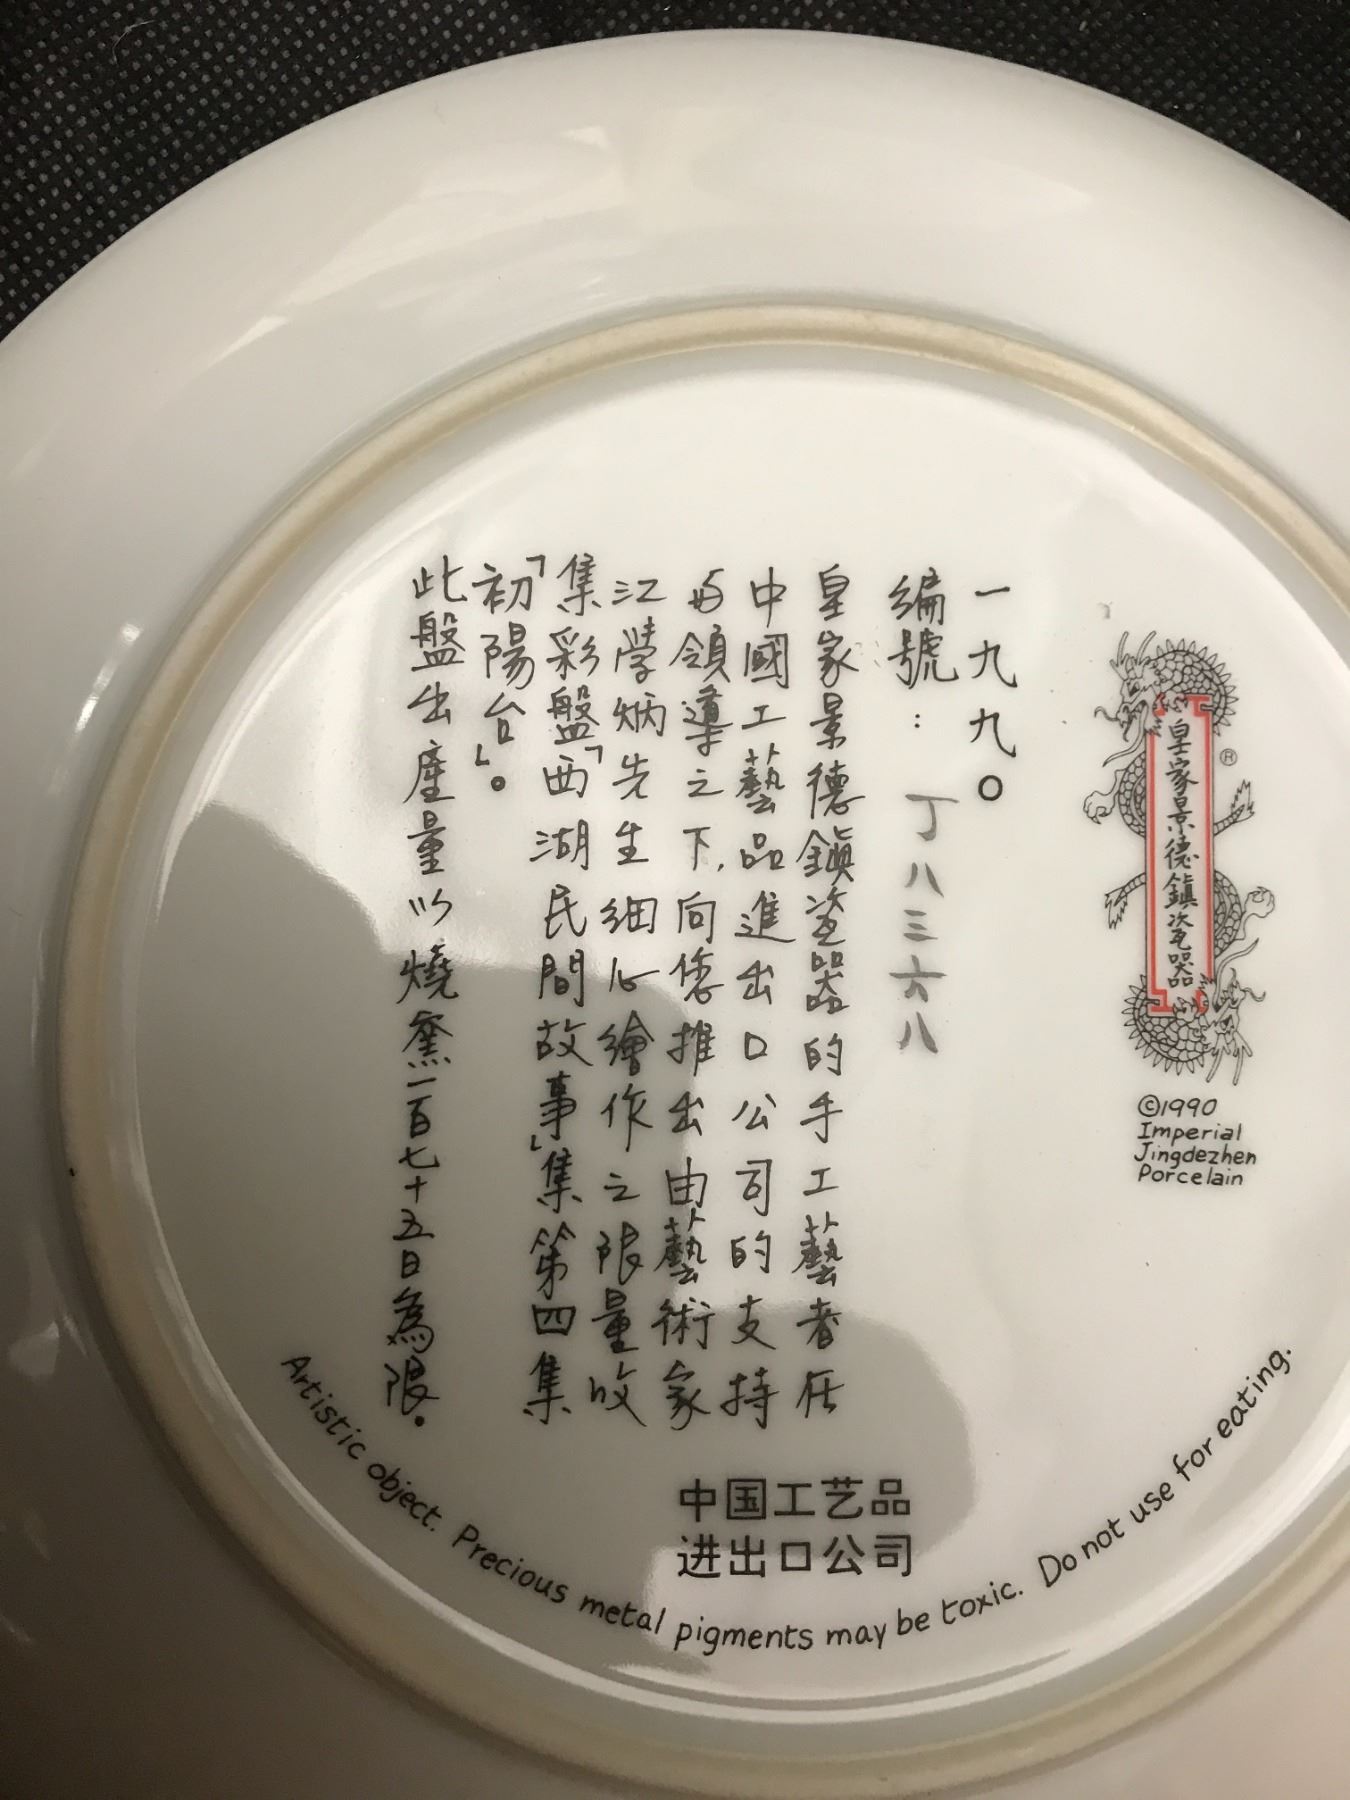 皇家景德鎮瓷器
®
©1990
Imperial
Jingdezhen
Porcelain
一九九〇
編號：丁八三六八
皇家景德鎮瓷器的手工藝者在
中國工藝品進出口公司的支持
與領導之下，向您推出由藝術家
江學炳先生細心繪作之限量收
集彩盤「西湖民間故事」集第四集
「初陽台」。
此盤出産量以燒窯一百七十五日為限。
中国工艺品
进出口公司
Artistic object. Precious metal pigments may be toxic. Do not use for eating.